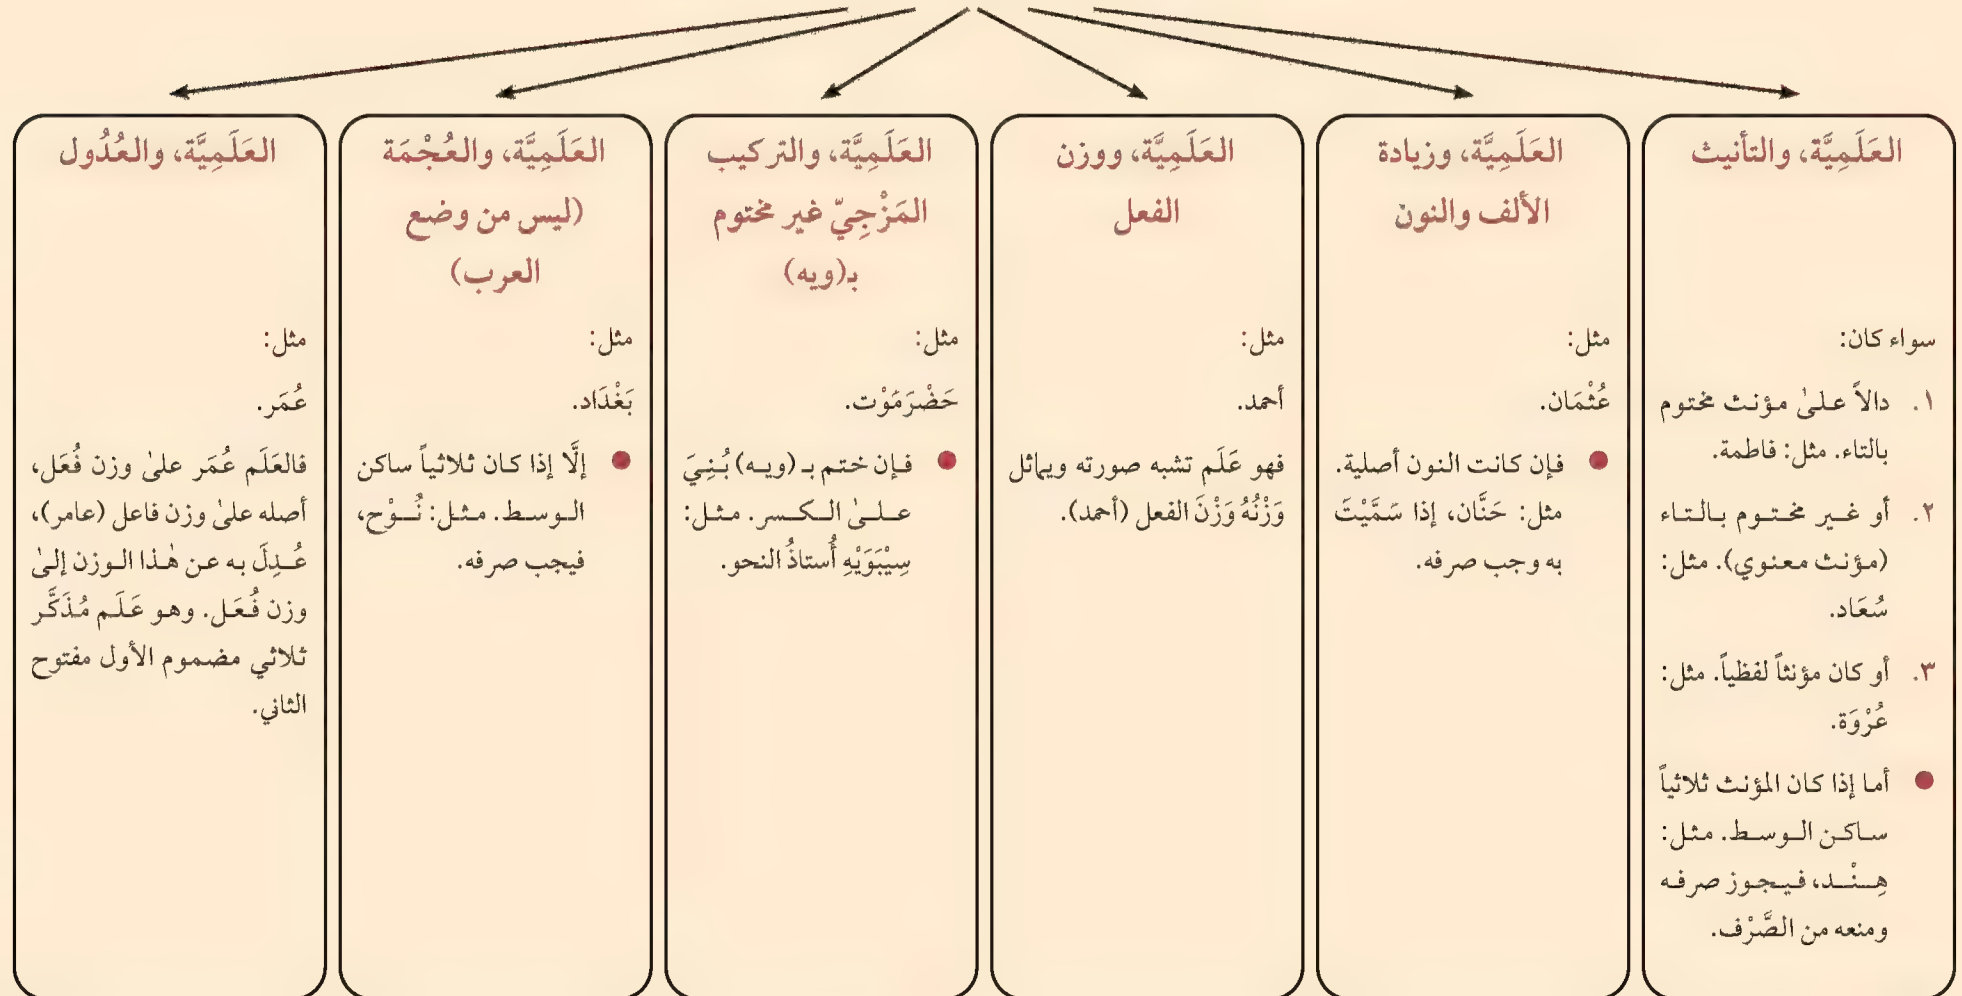 العَلَمِيَّة، والتأنيث
سواء كان:
١. دالاً علىٰ مؤنث مختوم
بالتاء. مثل: فاطمة.
٢. أو غير مختوم بالتاء
(مؤنث معنوي). مثل:
سُعَاد.
٣. أو كان مؤنثاً لفظياً. مثل:
عُرْوَة.
● أما إذا كان المؤنث ثلاثياً
ساكن الوسط. مثل:
هِنْد، فيجوز صرفه
ومنعه من الصَّرْف.
العَلَمِيَّة، وزيادة
الألف والنون
مثل:
عُثْمَان.
● فإن كانت النون أصلية.
مثل: حَنَّان، إذا سَمَّيْتَ
به وجب صرفه.
العَلَمِيَّة، ووزن
الفعل
مثل:
أحمد.
فهو عَلَم تشبه صورته ويماثل
وَزْنُهُ وَزْنَ الفعل (أحمد).
العَلَمِيَّة، والتركيب
المَزْجِيّ غير مختوم
بـ(ويه)
مثل:
حَضْرَمَوْت.
● فإن ختم بـ (ويه) بُنِيَ
علىٰ الكسر. مثل:
سِيْبَوَيْهِ أُستاذُ النحو.
العَلَمِيَّة، والعُجْمَة
(ليس من وضع
العرب)
مثل:
بَغْدَاد.
● إلَّا إذا كان ثلاثياً ساكن
الوسط. مثل: نُوْح،
فيجب صرفه.
العَلَمِيَّة، والعُدُول
مثل:
عُمَر.
فالعَلَم عُمَر علىٰ وزن فُعَل،
أصله علىٰ وزن فاعل (عامر)،
عُدِلَ به عن هٰذا الوزن إلىٰ
وزن فُعَل. وهو عَلَم مُذَكَّر
ثلاثي مضموم الأول مفتوح
الثاني.